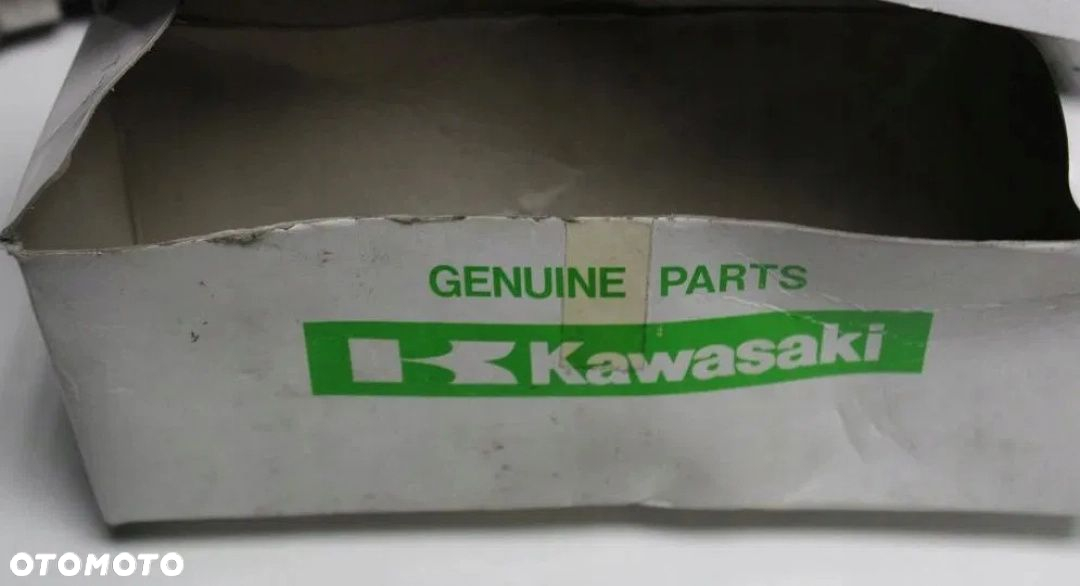 GENUINE PARTS
Kawasaki
OTOMOTO